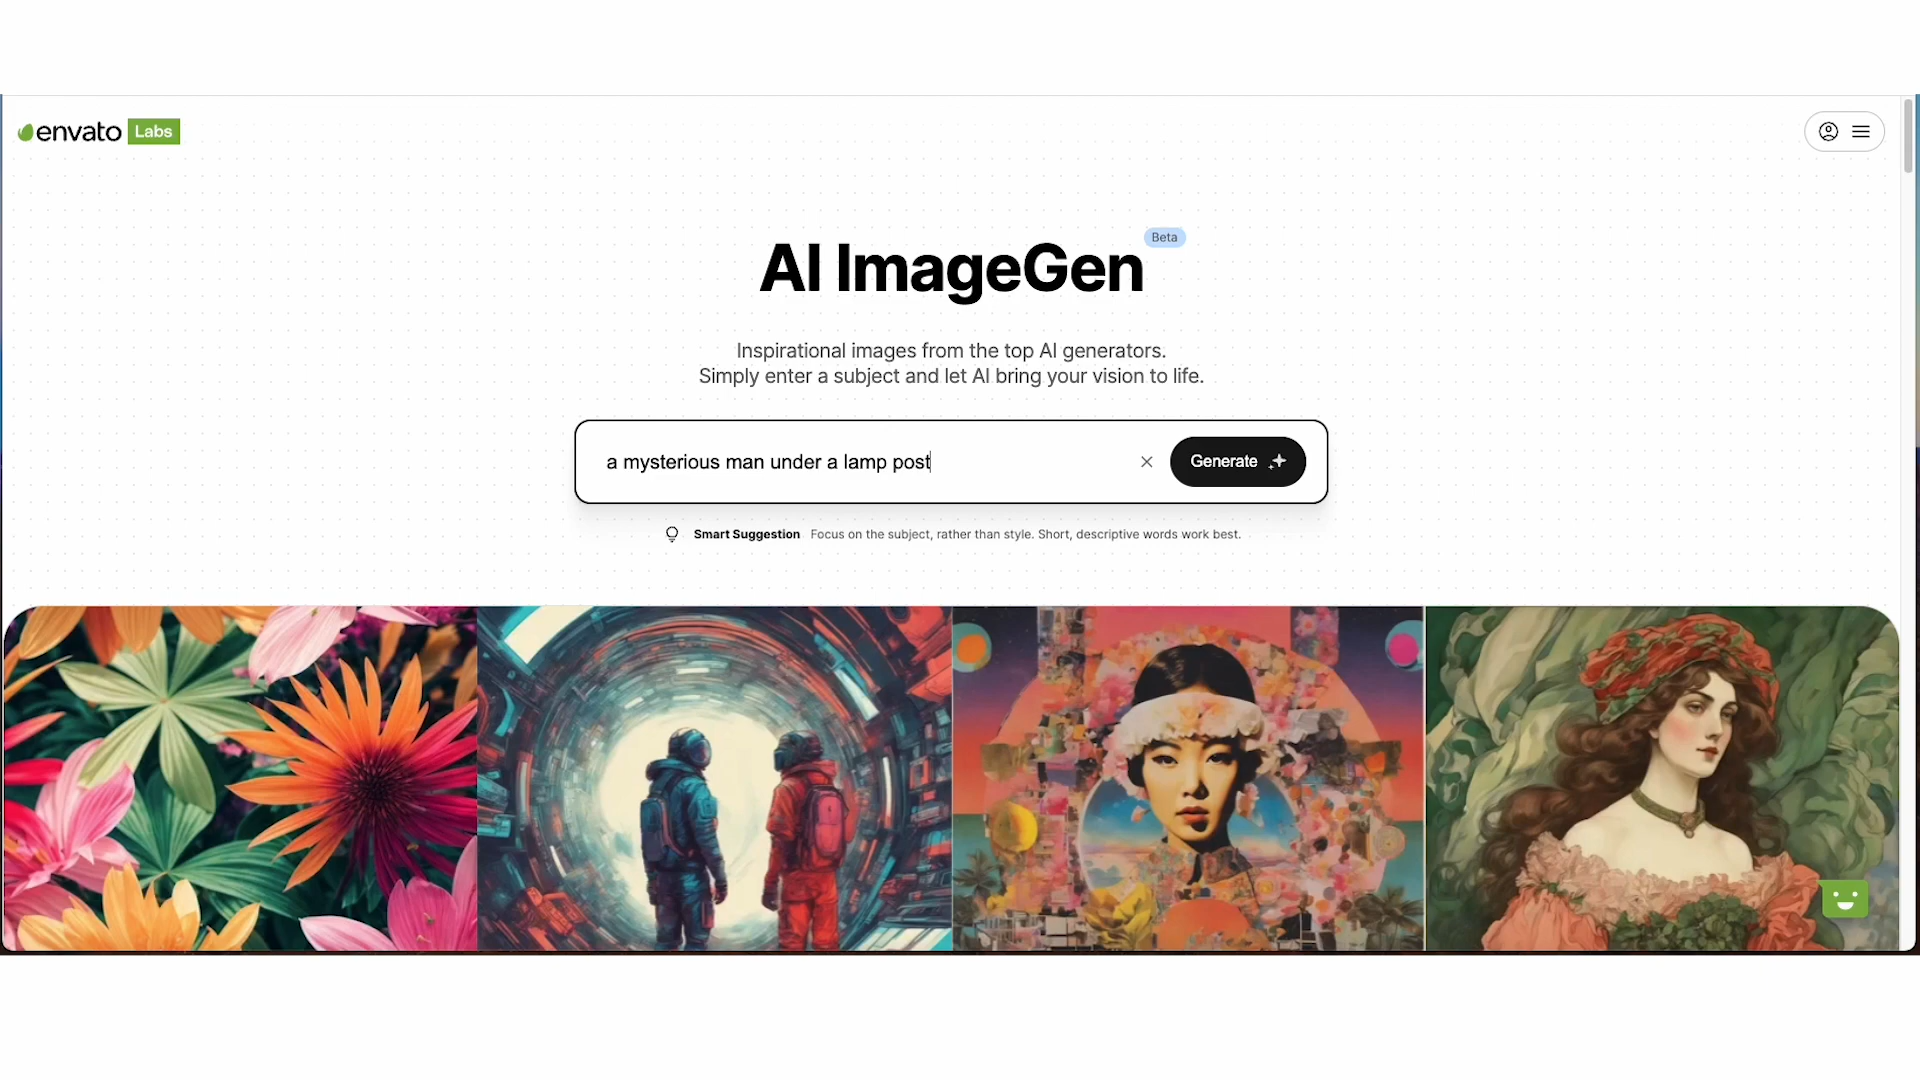 envato Labs
Beta
AI ImageGen
Inspirational images from the top AI generators.
Simply enter a subject and let AI bring your vision to life.
a mysterious man under a lamp post
Generate
Smart Suggestion Focus on the subject, rather than style. Short, descriptive words work best.